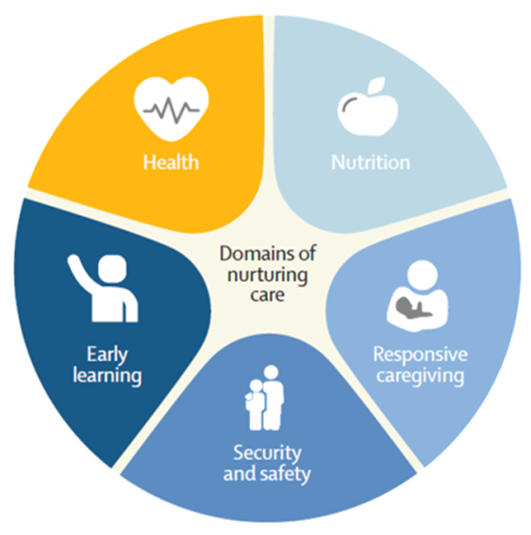 Health
Nutrition
Domains of
nurturing
care
Early
learning
Responsive
caregiving
Security
and safety